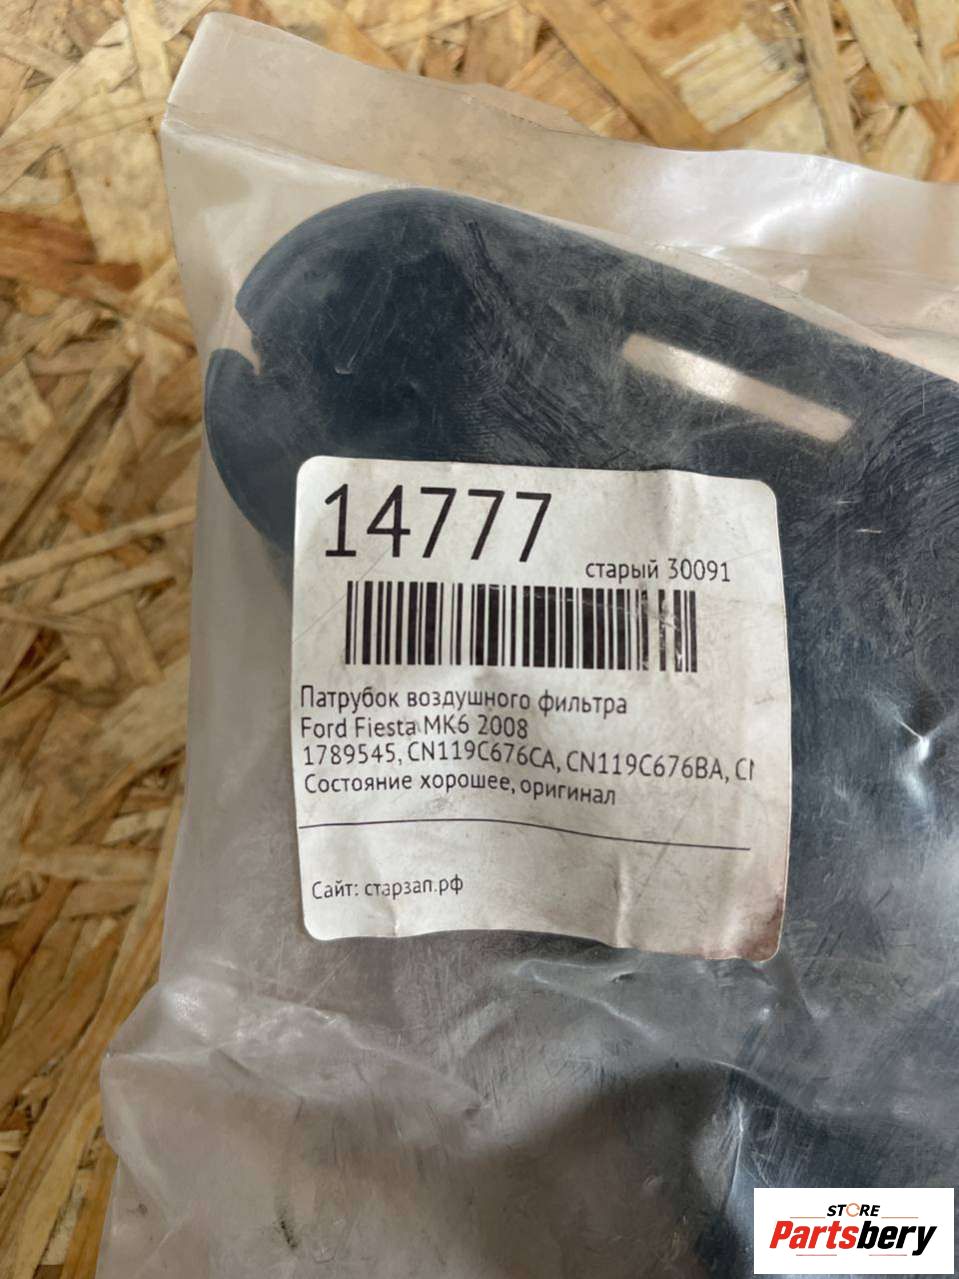 14777
старый 30091
Патрубок воздушного фильтра
Ford Fiesta MK6 2008
1789545, CN119C676CA, CN119C676BA,
Состояние хорошее, оригинал
Сайт: старзап.рф
STORE
Partsbery